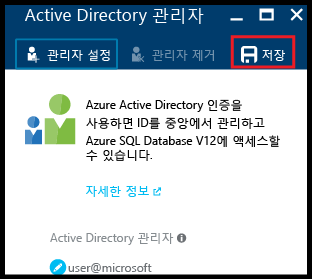 Active Directory 관리자
관리자 설정 관리자 제거 저장
Azure Active Directory 인증을
사용하면 ID를 중앙에서 관리하고
Azure SQL Database V12에 액세스할
수 있습니다.
자세한 정보
Active Directory 관리자
user@microsoft